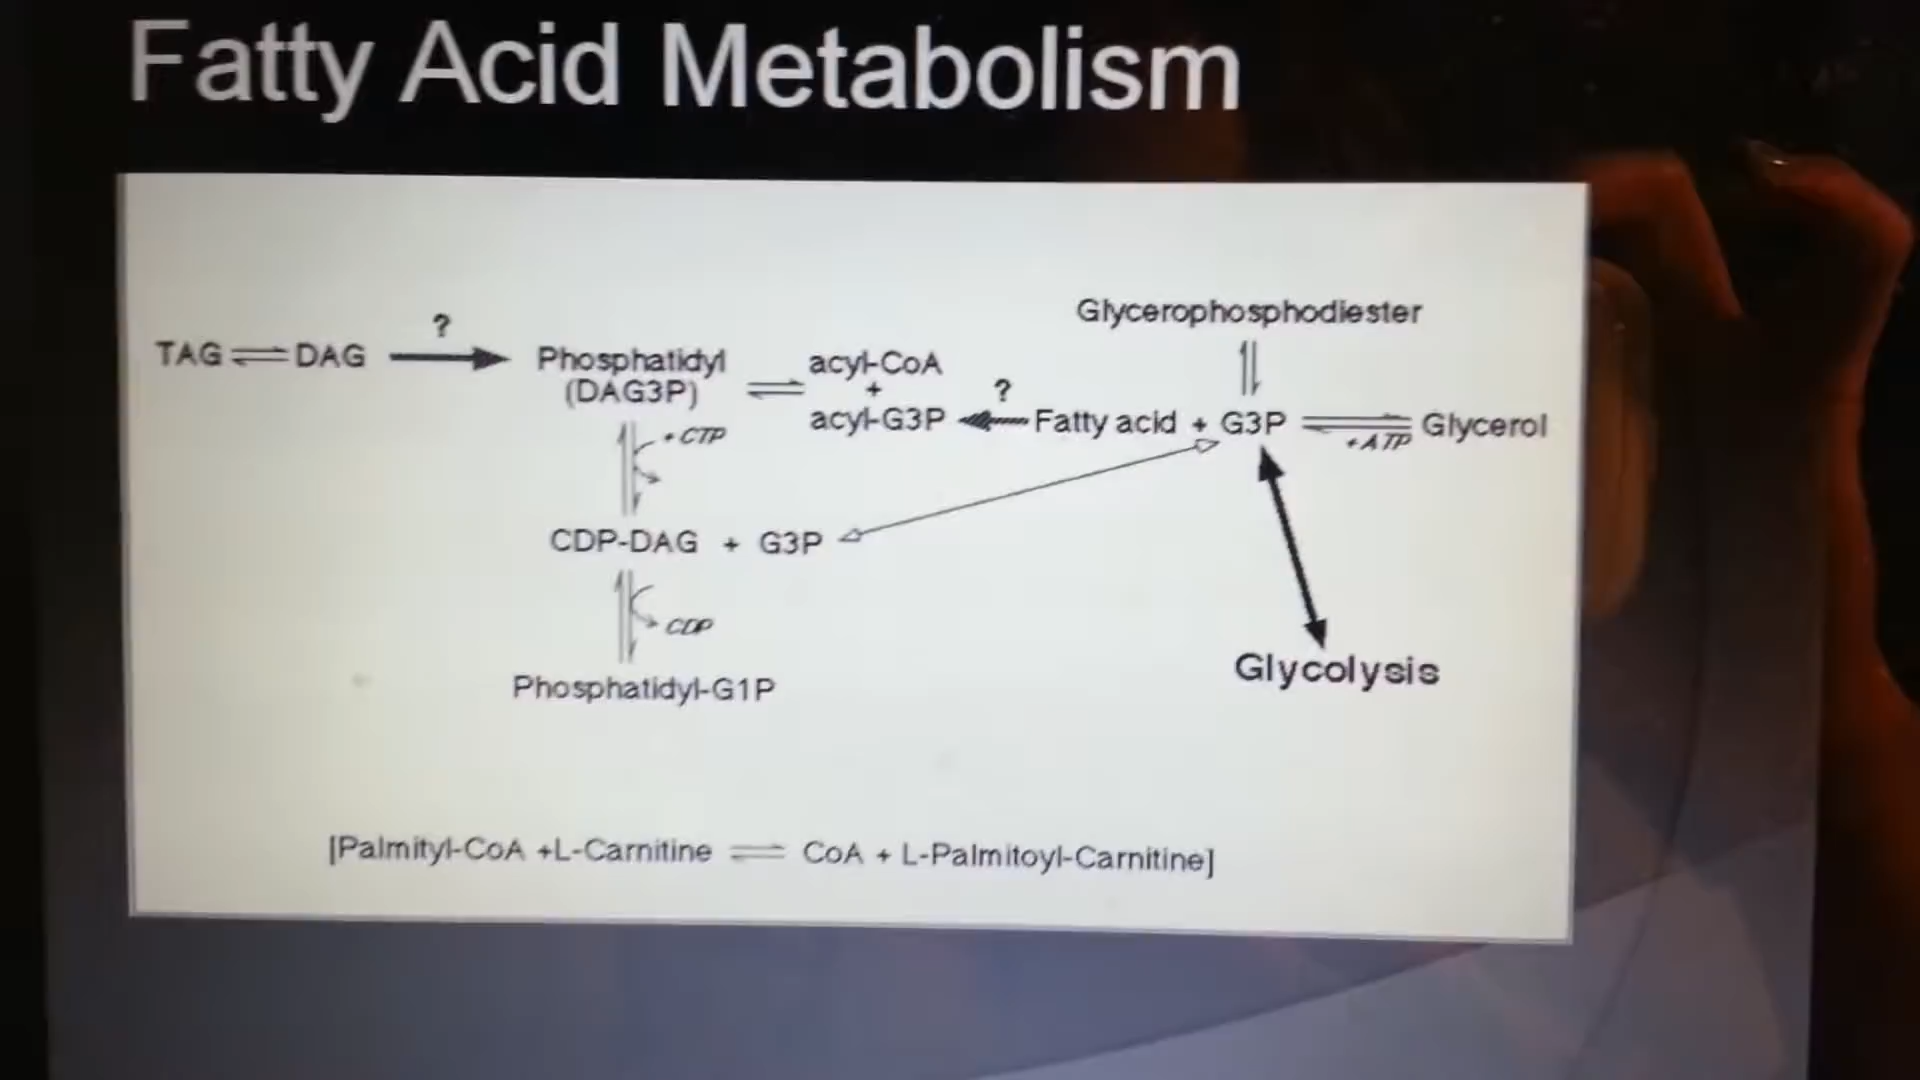 Fatty Acid Metabolism
Glycerophosphodiester
?
TAG ⇌ DAG → Phosphatidyl
(DAG3P) ⇌ acyl-CoA
+
acyl-G3P
?
Fatty acid + G3P ⇌ Glycerol
+ATP
+CTP
CDP-DAG + G3P
CDP
Glycolysis
Phosphatidyl-G1P
[Palmityl-CoA +L-Carnitine ⇌ CoA + L-Palmitoyl-Carnitine]